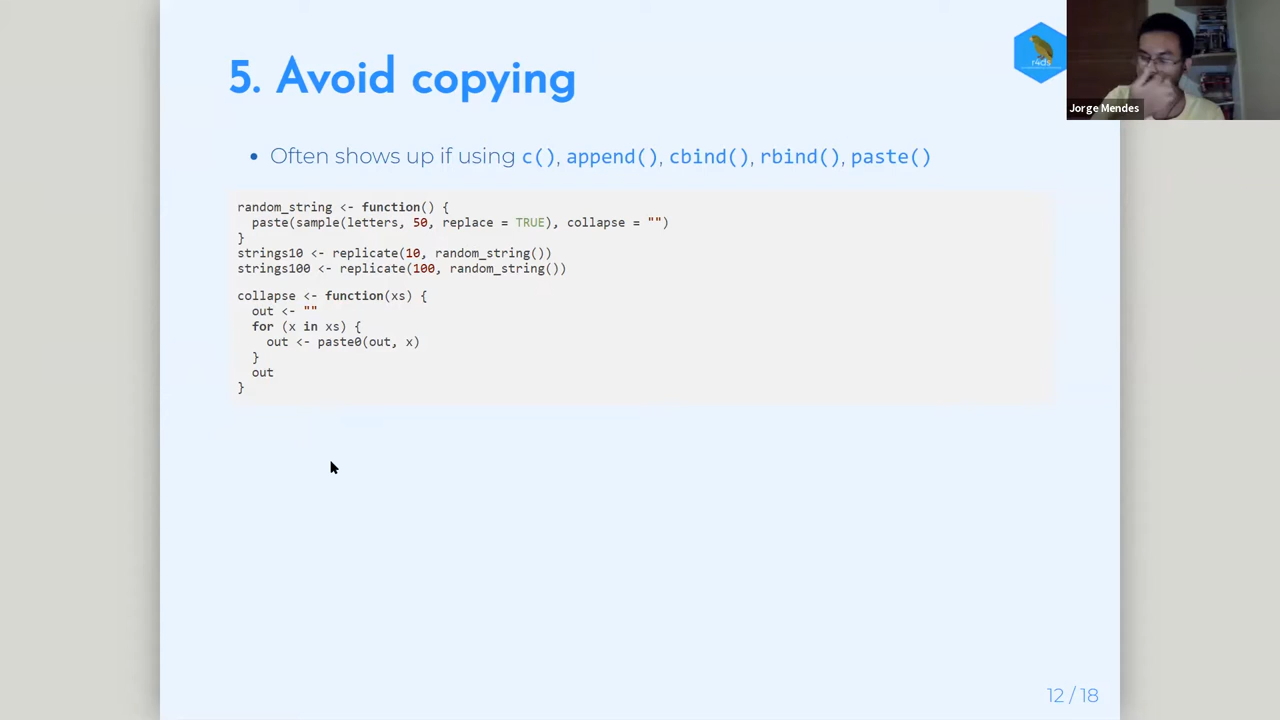 5. Avoid copying
r4ds
Jorge Mendes
• Often shows up if using c(), append(), cbind(), rbind(), paste()
random_string <- function() {
  paste(sample(letters, 50, replace = TRUE), collapse = "")
}
strings10 <- replicate(10, random_string())
strings100 <- replicate(100, random_string())
collapse <- function(xs) {
  out <- ""
  for (x in xs) {
    out <- paste0(out, x)
  }
  out
}
12 / 18